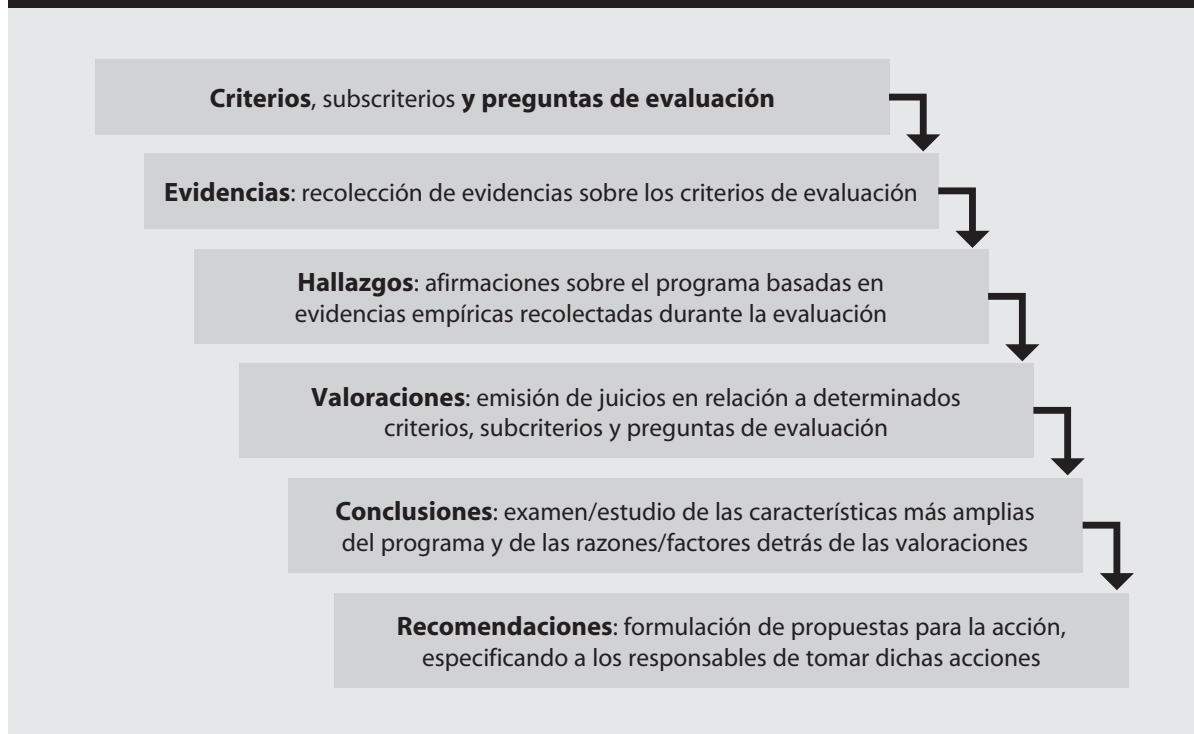 Criterios, subscriterios y preguntas de evaluación
Evidencias: recolección de evidencias sobre los criterios de evaluación
Hallazgos: afirmaciones sobre el programa basadas en
evidencias empíricas recolectadas durante la evaluación
Valoraciones: emisión de juicios en relación a determinados
criterios, subcriterios y preguntas de evaluación
Conclusiones: examen/estudio de las características más amplias
del programa y de las razones/factores detrás de las valoraciones
Recomendaciones: formulación de propuestas para la acción,
especificando a los responsables de tomar dichas acciones